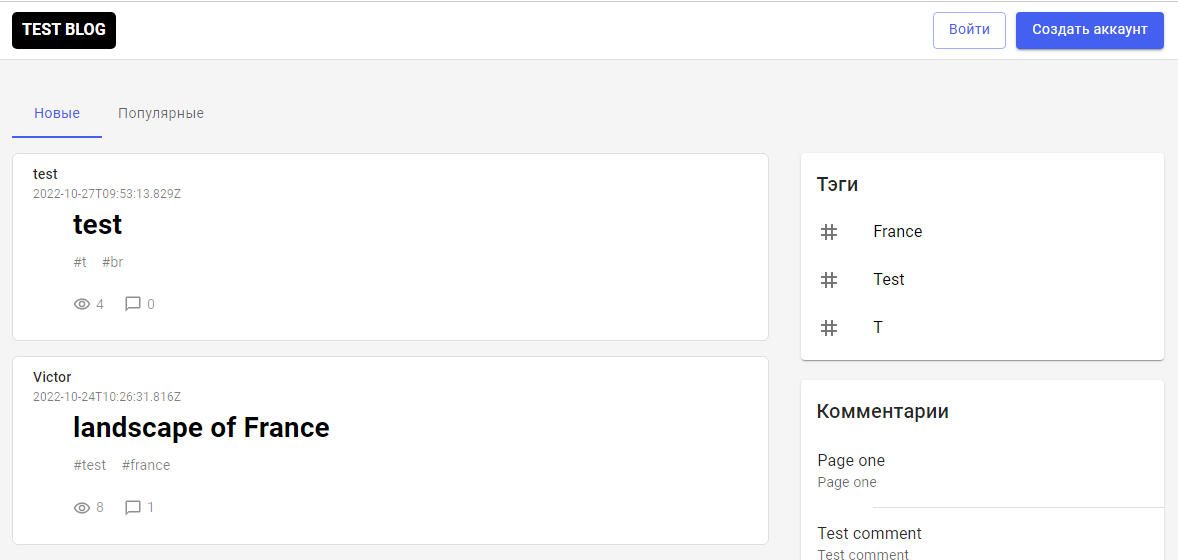 TEST BLOG
Войти
Создать аккаунт
Новые
Популярные
test
2022-10-27T09:53:13.829Z
test
#t #br
4 0
Victor
2022-10-24T10:26:31.816Z
landscape of France
#test #france
8 1
Тэги
France
Test
T
Комментарии
Page one
Page one
Test comment
Test comment